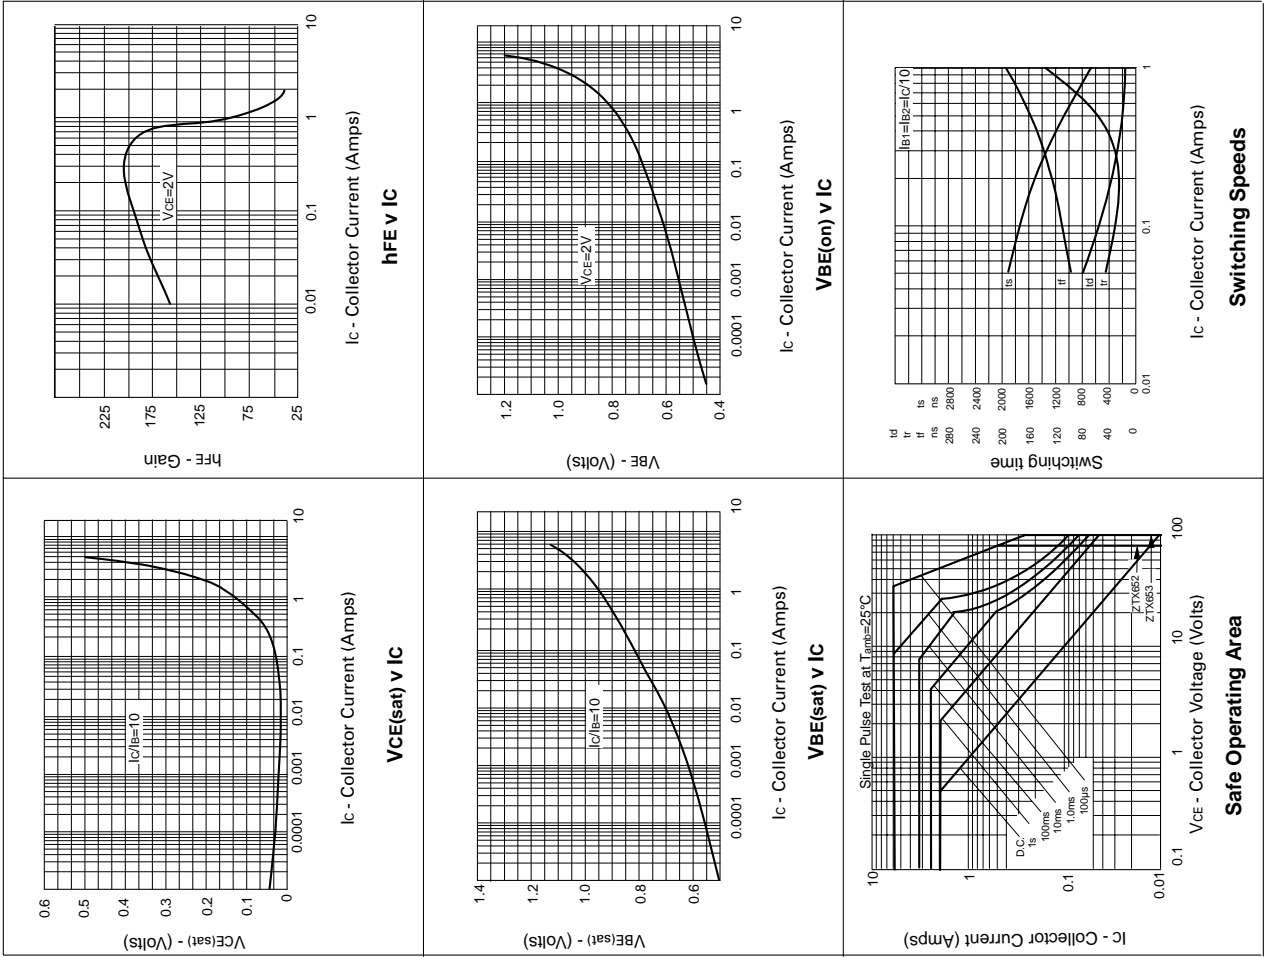 VCE(sat) - (Volts)
0.6
0.5
0.4
0.3
0.2
0.1
0
IC/IB=10
0.0001
0.001
0.01
0.1
1
10
IC - Collector Current (Amps)
VCE(sat) v IC
hFE - Gain
225
175
125
75
25
VCE=2V
0.01
0.1
1
10
IC - Collector Current (Amps)
hFE v IC
VBE(sat) - (Volts)
1.4
1.2
1.0
0.8
0.6
IC/IB=10
0.0001
0.001
0.01
0.1
1
10
IC - Collector Current (Amps)
VBE(sat) v IC
VBE - (Volts)
1.2
1.0
0.8
0.6
0.4
VCE=2V
0.0001
0.001
0.01
0.1
1
10
IC - Collector Current (Amps)
VBE(on) v IC
IC - Collector Current (Amps)
10
1
0.1
0.01
Single Pulse Test at Tamb=25°C
D.C.
1s
100ms
10ms
1.0ms
100µs
ZTX652
ZTX653
0.1
1
10
100
VCE - Collector Voltage (Volts)
Safe Operating Area
Switching time
td
tr
tf ts
ns ns
280 2800
240 2400
200 2000
160 1600
120 1200
80 800
40 400
0 0
IB1=IB2=IC/10
ts
tf
td
tr
0.01
0.1
1
IC - Collector Current (Amps)
Switching Speeds